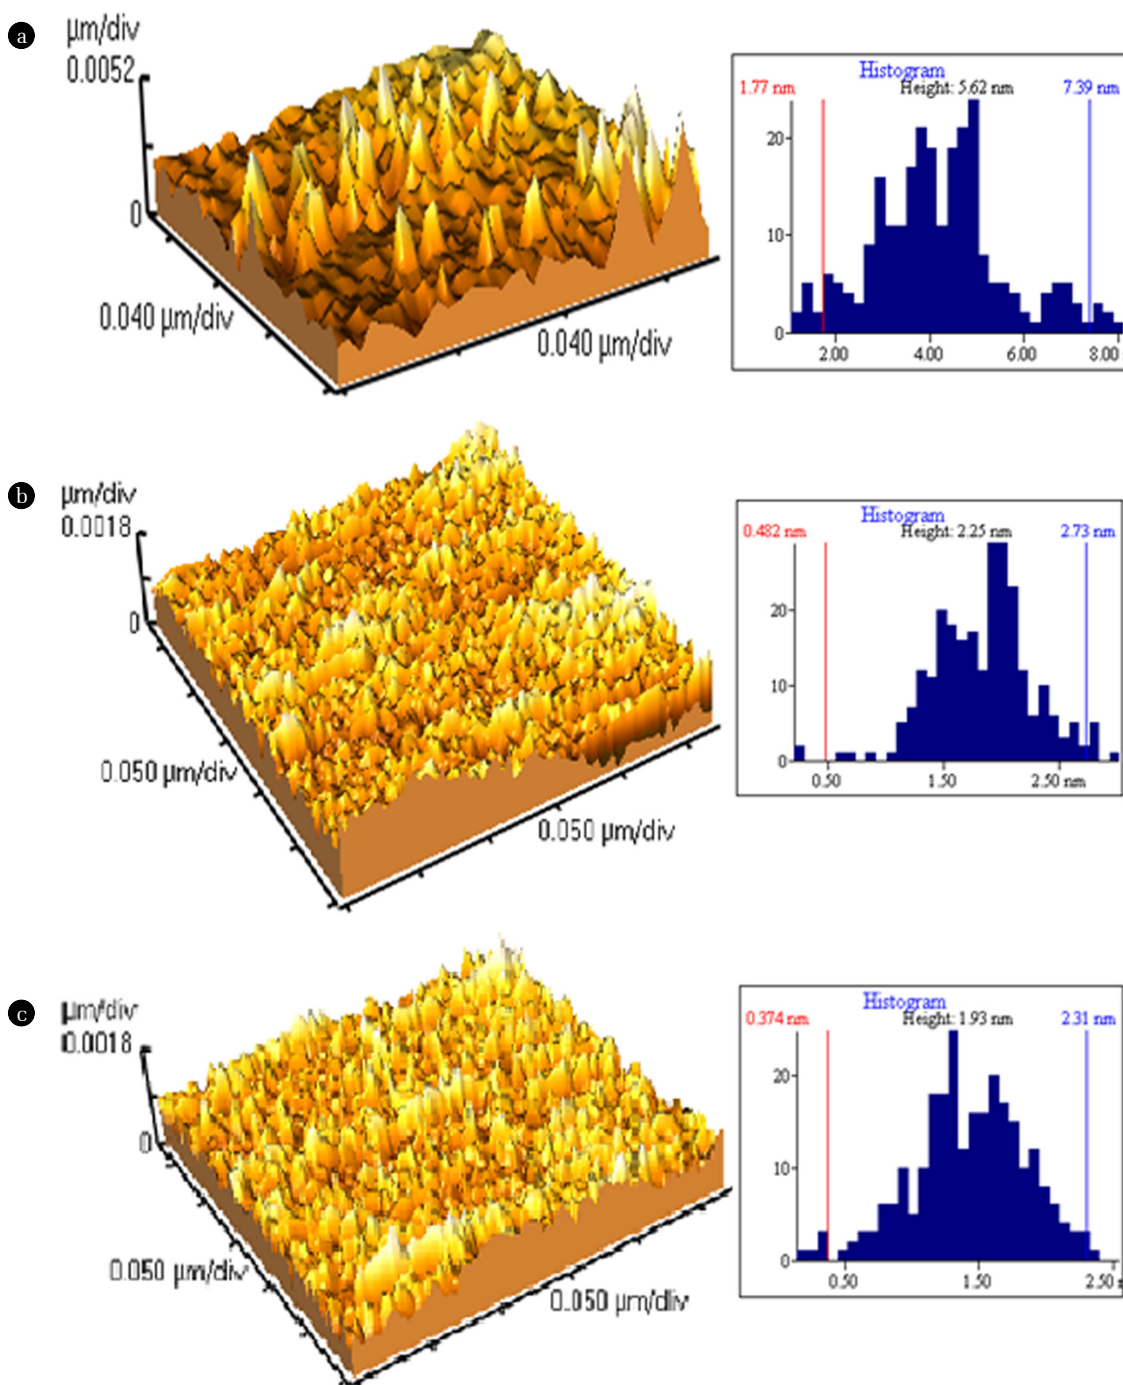 a
µm/div
0.0052
0
0.040 µm/div
0.040 µm/div
Histogram
1.77 nm
Height: 5.62 nm
7.39 nm
20
10
0
2.00
4.00
6.00
8.00
b
µm/div
0.0018
0
0.050 µm/div
0.050 µm/div
Histogram
0.482 nm
Height: 2.25 nm
2.73 nm
20
10
0
0.50
1.50
2.50 nm
c
µm/div
0.0018
0
0.050 µm/div
0.050 µm/div
Histogram
0.374 nm
Height: 1.93 nm
2.31 nm
20
10
0
0.50
1.50
2.50